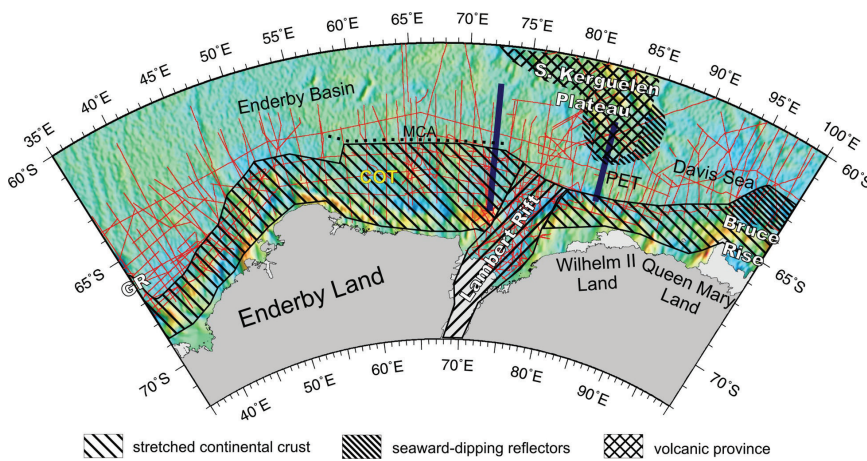 35°E
40°E
45°E
50°E
55°E
60°E
65°E
70°E
75°E
80°E
85°E
90°E
95°E
100°E
60°S
60°S
Enderby Basin
S. Kerguelen
Plateau
MCA
COT
PET
Davis Sea
Bruce
Rise
65°S
65°S
GR
Lambert Rift
Enderby Land
Wilhelm II
Land
Queen Mary
Land
70°S
70°S
40°E
50°E
60°E
70°E
80°E
90°E
stretched continental crust
seaward-dipping reflectors
volcanic province